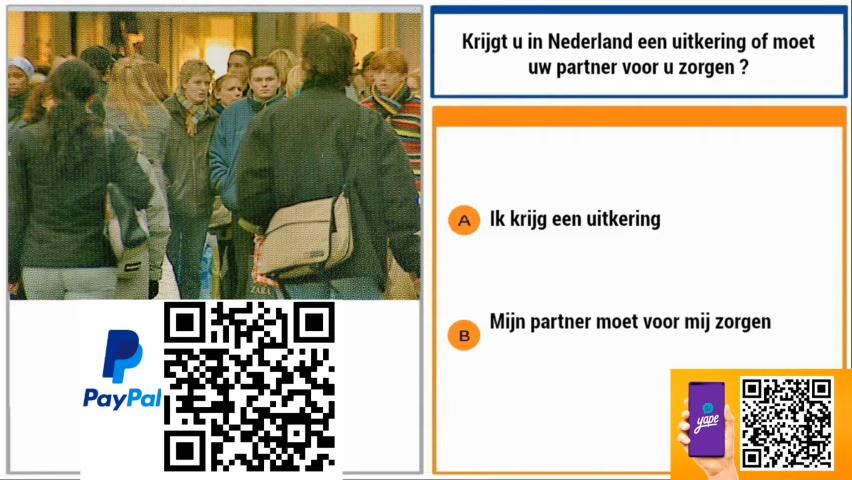 Krijgt u in Nederland een uitkering of moet
uw partner voor u zorgen ?
A Ik krijg een uitkering
B Mijn partner moet voor mij zorgen
ZARA
PayPal
yape